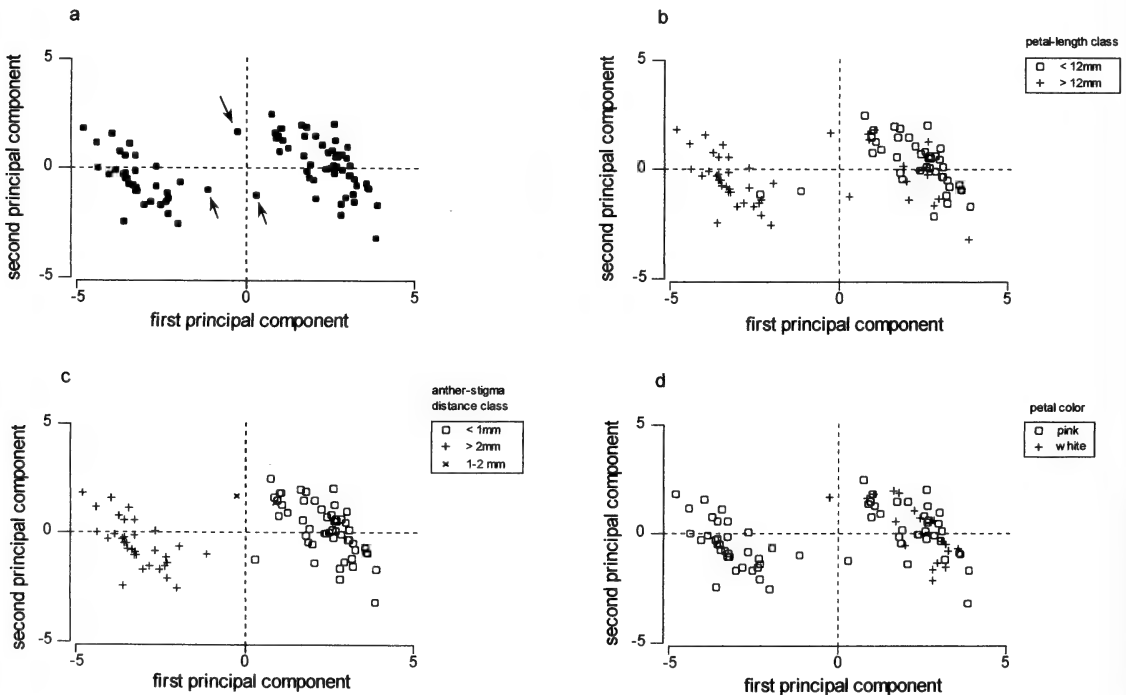 a
second principal component
5
0
-5
-5
0
5
first principal component
b
petal-length class
< 12mm
> 12mm
second principal component
5
0
-5
-5
0
5
first principal component
c
anther-stigma
distance class
< 1mm
> 2mm
1-2 mm
second principal component
5
0
-5
-5
0
5
first principal component
d
petal color
pink
white
second principal component
5
0
-5
-5
0
5
first principal component